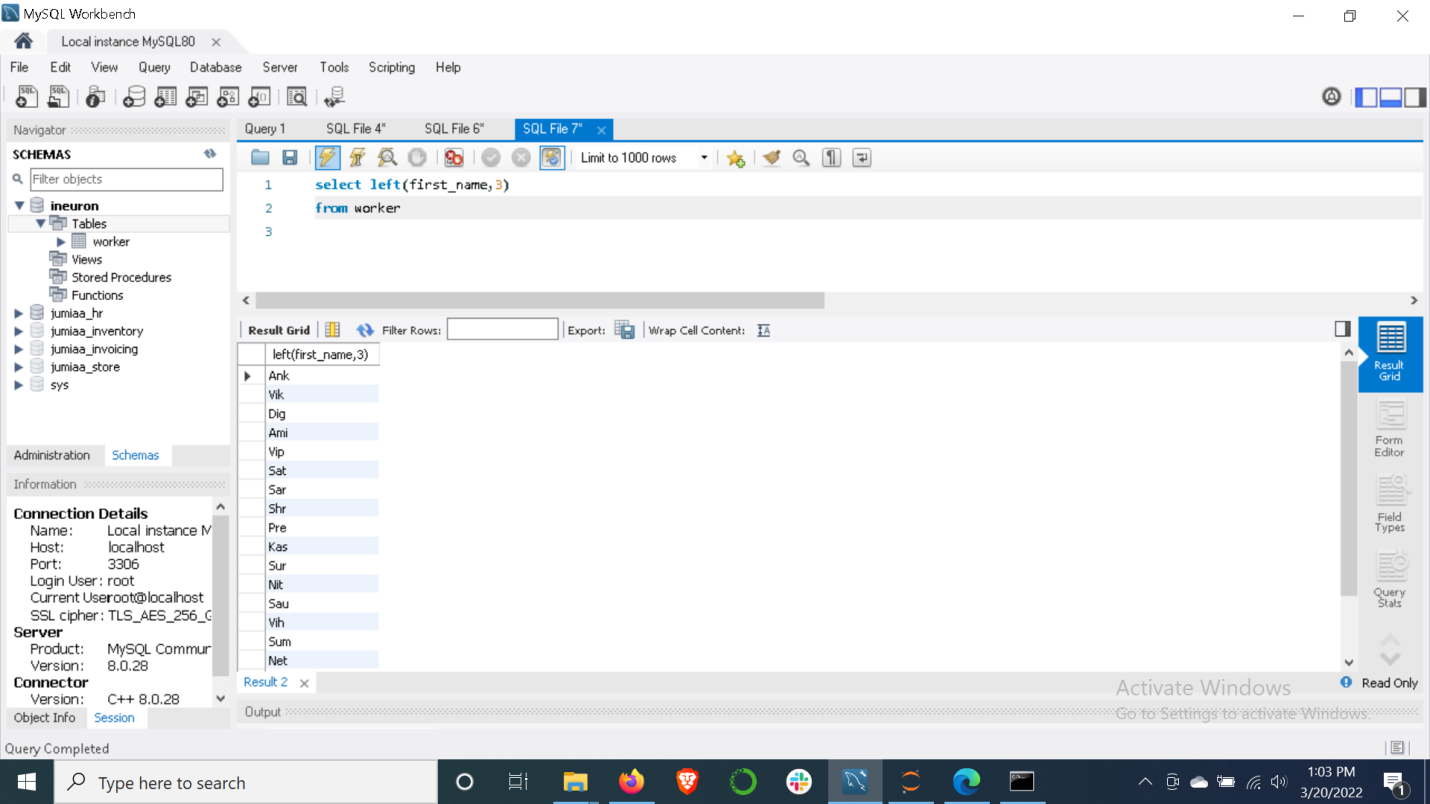 MySQL Workbench
Local instance MySQL80
File Edit View Query Database Server Tools Scripting Help
Navigator
SCHEMAS
Filter objects
ineuron
Tables
worker
Views
Stored Procedures
Functions
jumiaa_hr
jumiaa_inventory
jumiaa_invoicing
jumiaa_store
sys
Administration Schemas
Information
Connection Details
Name: Local instance M
Host: localhost
Port: 3306
Login User: root
Current Useroot@localhost
SSL cipher: TLS_AES_256_G
Server
Product: MySQL Commur
Version: 8.0.28
Connector
Version: C++ 8.0.28
Object Info Session
Query 1 SQL File 4* SQL File 6* SQL File 7*
Limit to 1000 rows
1 select left(first_name,3)
2 from worker
3
Result Grid Filter Rows: Export: Wrap Cell Content:
left(first_name,3)
Ank
Vik
Dig
Ami
Vip
Sat
Sar
Shr
Pre
Kas
Sur
Nit
Sau
Vih
Sum
Net
Result Grid
Form Editor
Field Types
Query Stats
Result 2
Read Only
Output
Activate Windows
Go to Settings to activate Windows.
Query Completed
Type here to search
1:03 PM
3/20/2022
1